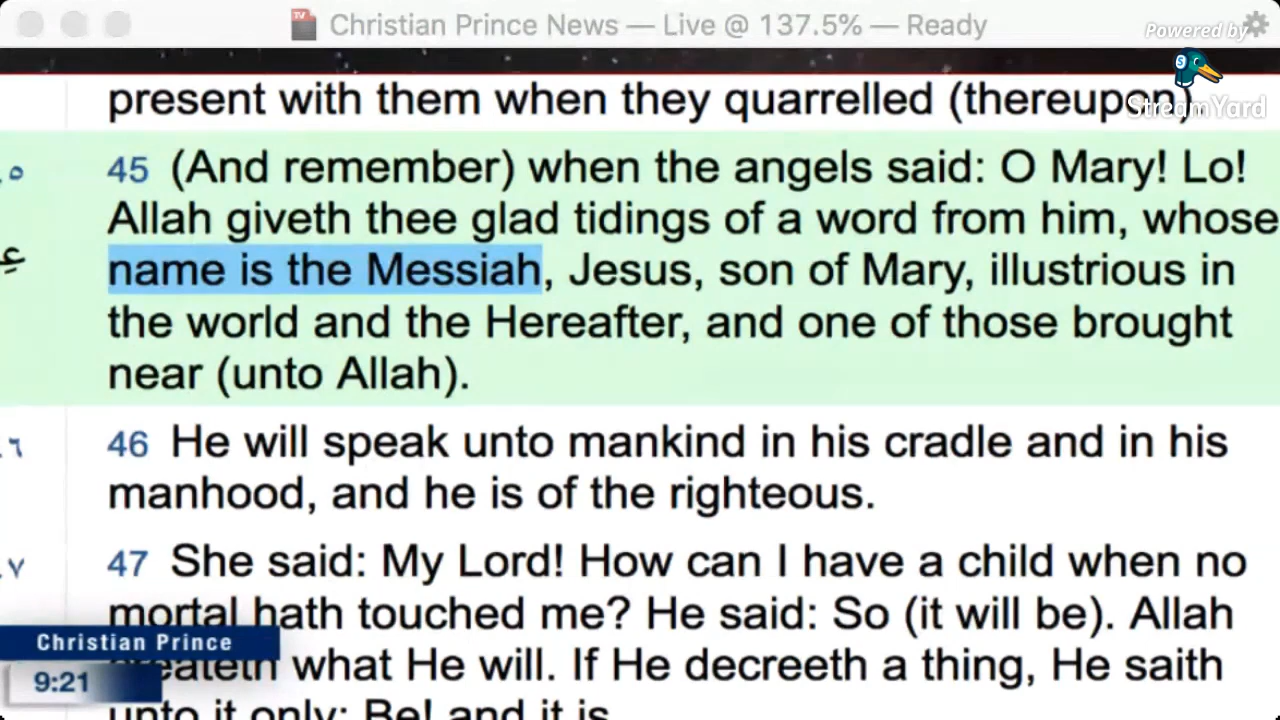 Christian Prince News — Live @ 137.5% — Ready
Powered by
StreamYard
present with them when they quarrelled (thereupon).
45 (And remember) when the angels said: O Mary! Lo!
Allah giveth thee glad tidings of a word from him, whose
name is the Messiah, Jesus, son of Mary, illustrious in
the world and the Hereafter, and one of those brought
near (unto Allah).
46 He will speak unto mankind in his cradle and in his
manhood, and he is of the righteous.
47 She said: My Lord! How can I have a child when no
mortal hath touched me? He said: So (it will be). Allah
createth what He will. If He decreeth a thing, He saith
unto it only: Be! and it is
Christian Prince
9:21